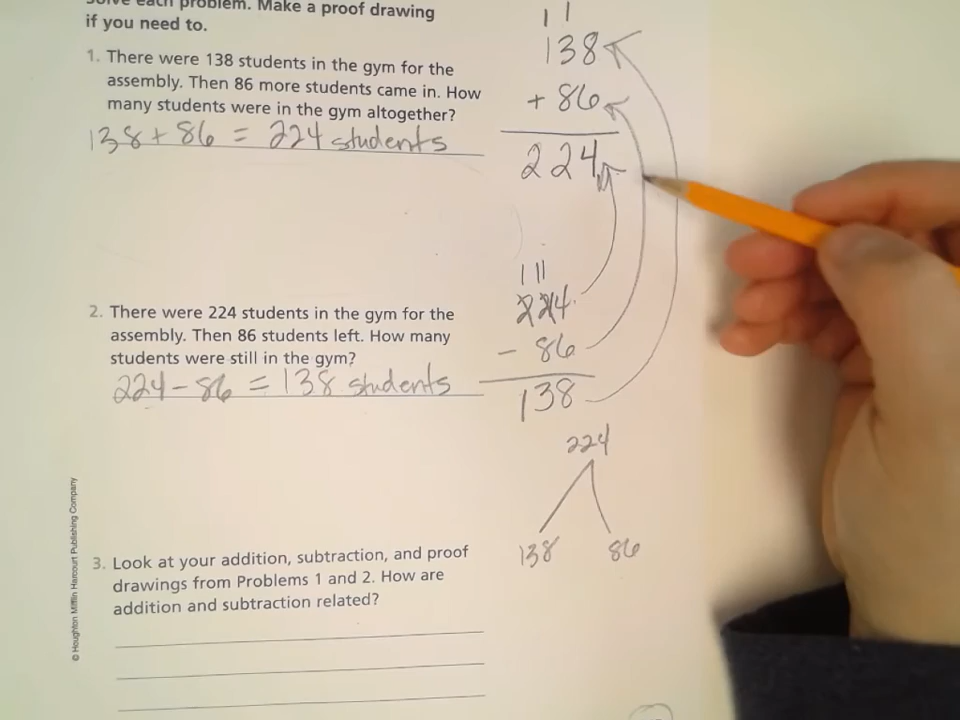 each problem. Make a proof drawing
if you need to.
1. There were 138 students in the gym for the
assembly. Then 86 more students came in. How
many students were in the gym altogether?
138 + 86 = 224 students
1 1
138
+ 86
224
2. There were 224 students in the gym for the
assembly. Then 86 students left. How many
students were still in the gym?
224 - 86 = 138 students
1 11
224
- 86
138
224
138 86
3. Look at your addition, subtraction, and proof
drawings from Problems 1 and 2. How are
addition and subtraction related?
© Houghton Mifflin Harcourt Publishing Company